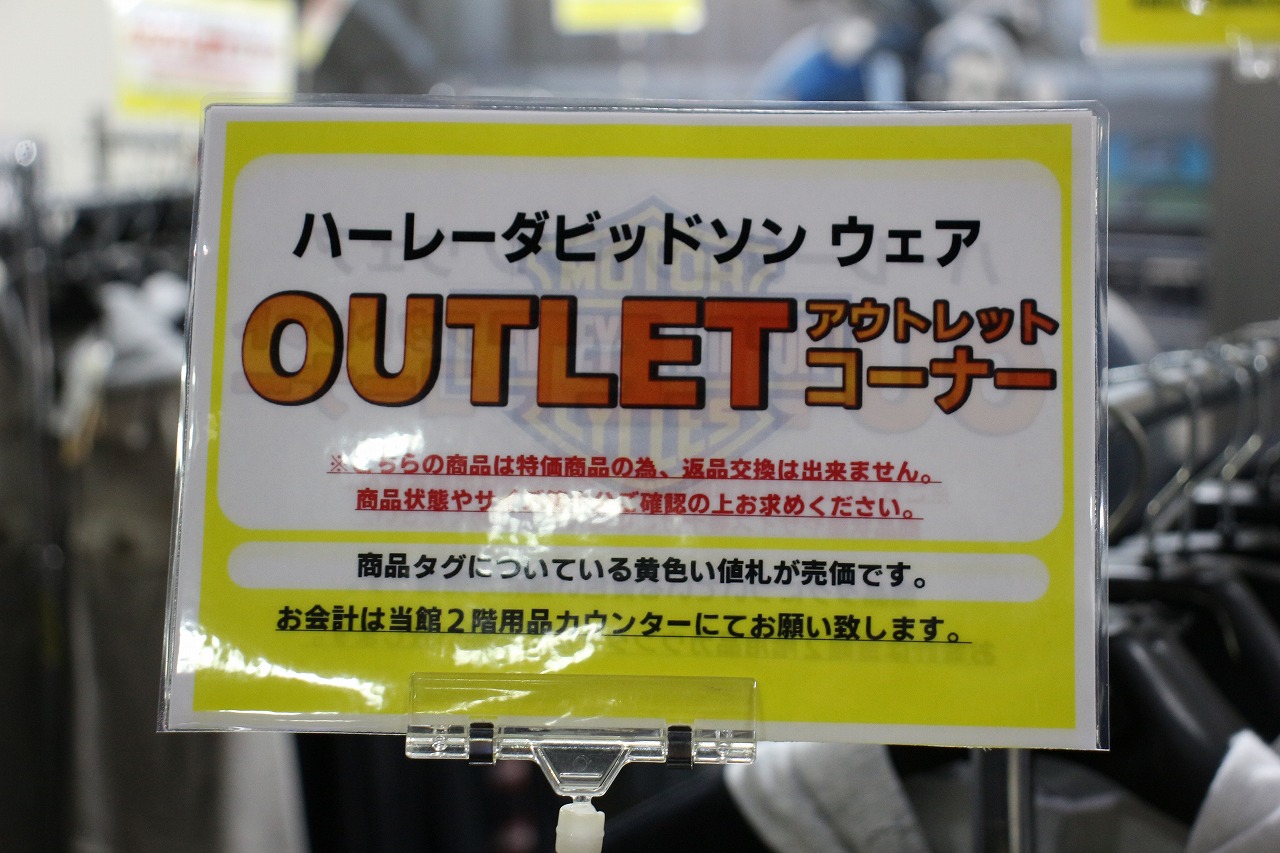 ハーレーダビッドソン ウェア
OUTLET アウトレット
コーナー
MOTOR
CYCLES
※こちらの商品は特価商品の為、返品交換は出来ません。
商品状態やサイズ等ご確認の上お求めください。
商品タグについている黄色い値札が売価です。
お会計は当館２階用品カウンターにてお願い致します。